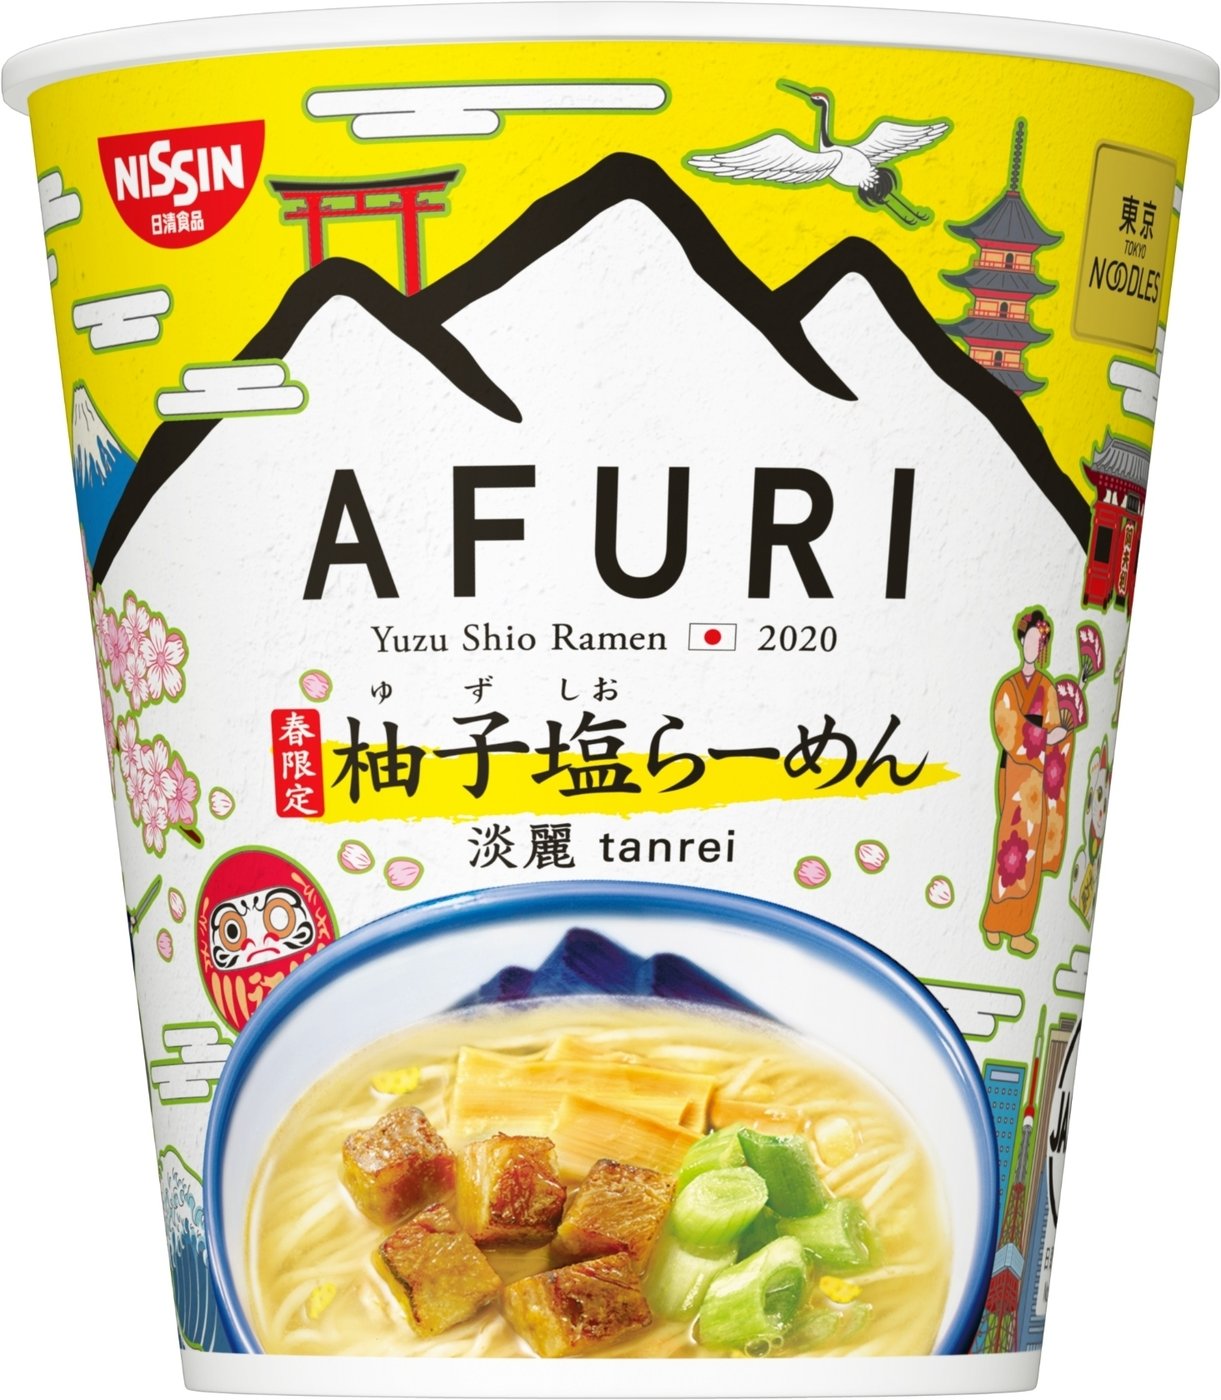 NISSIN
日清食品
東京
TOKYO
NOODLES
AFURI
Yuzu Shio Ramen 2020
ゆずしお
春限定
柚子塩らーめん
淡麗 tanrei
JA